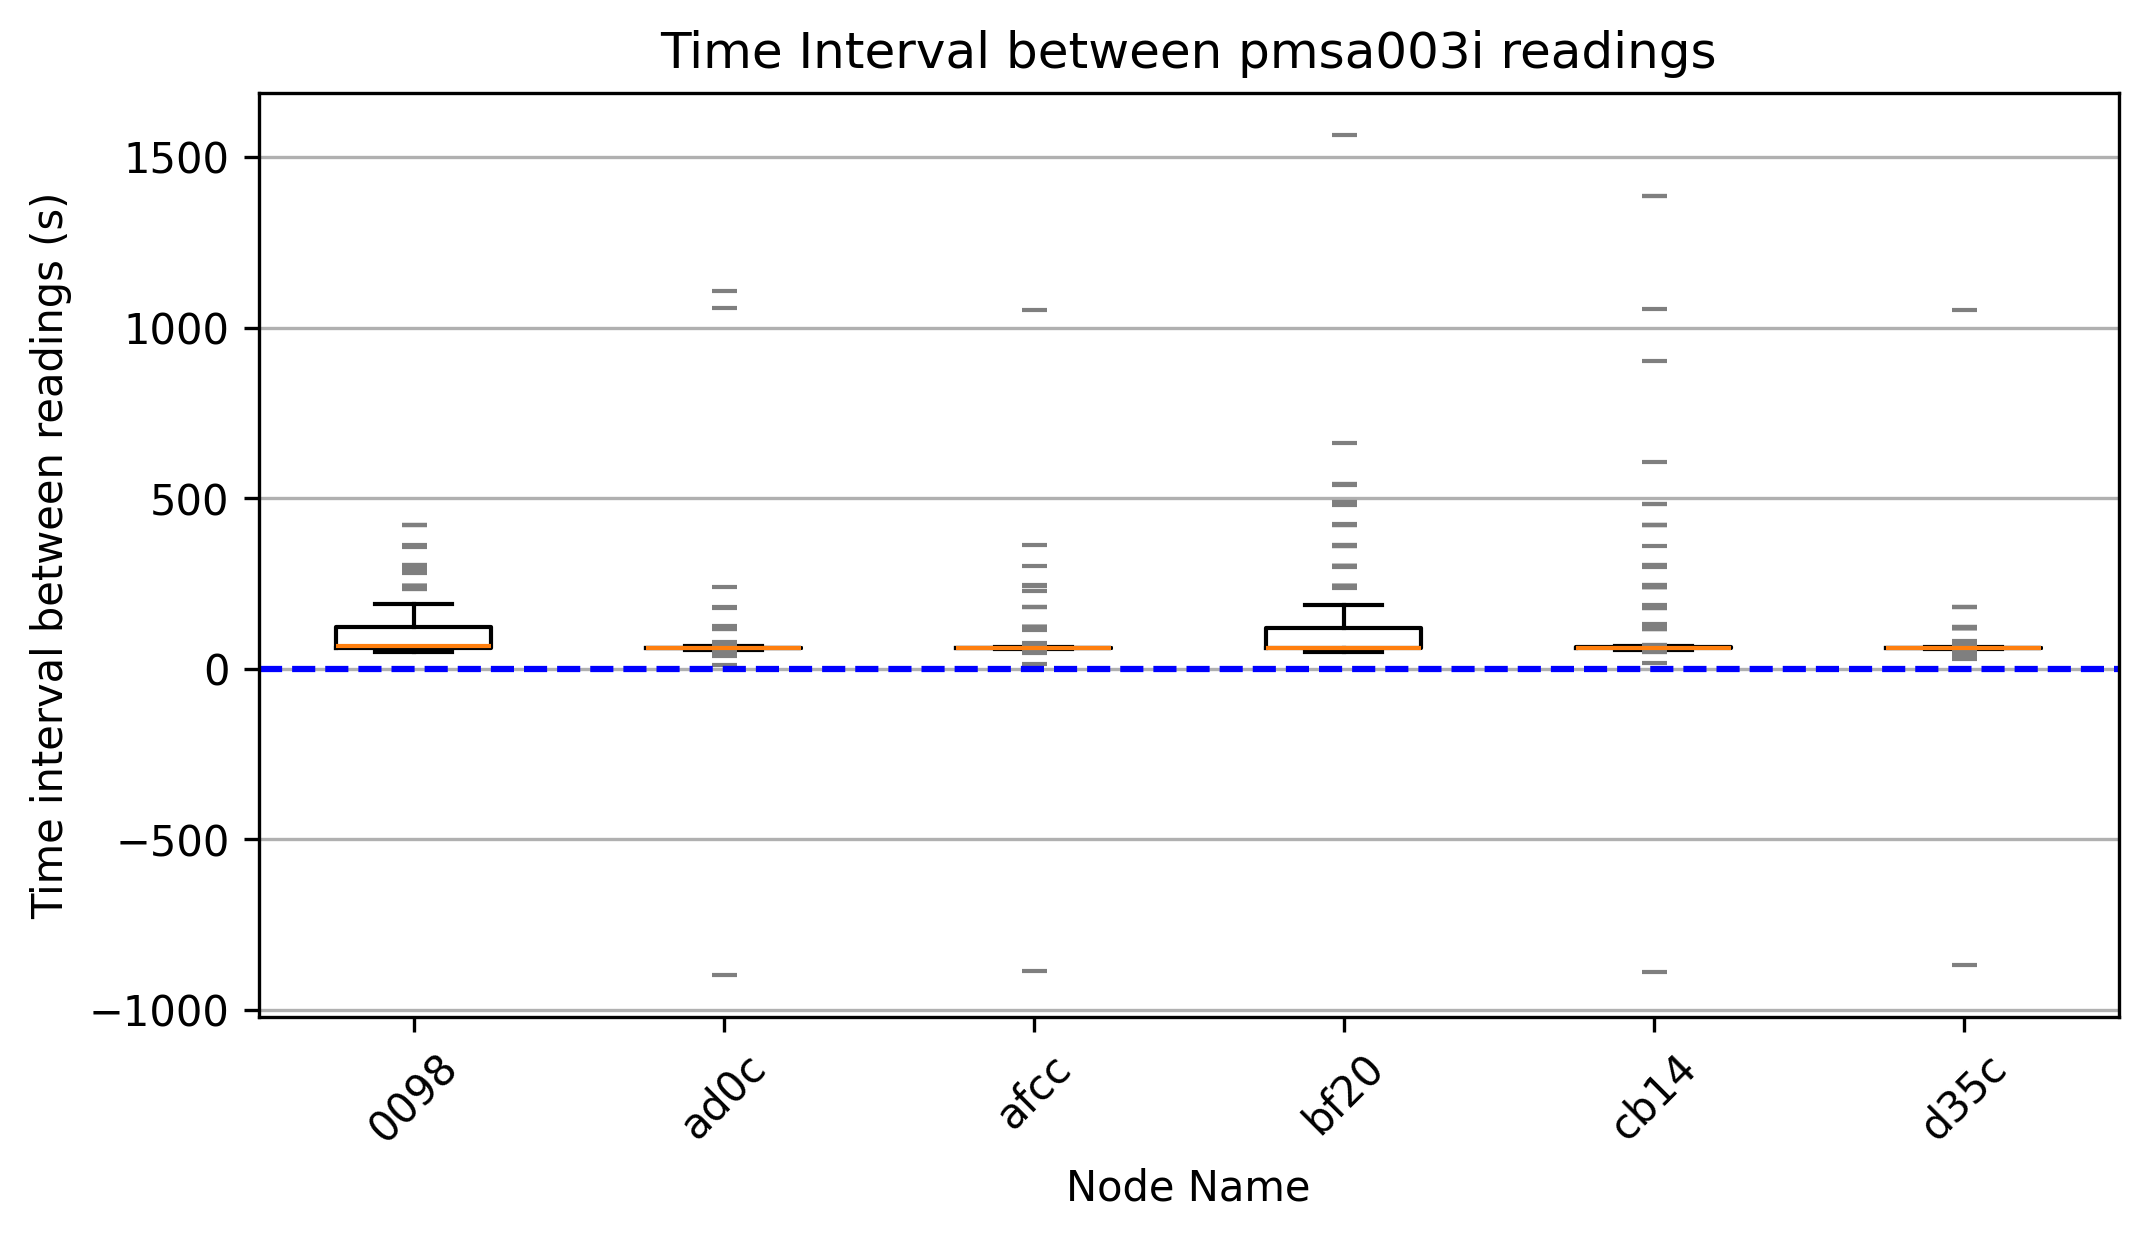 Time Interval between pmsa003i readings
Time interval between readings (s)
1500
1000
500
0
−500
−1000
0098
ad0c
afcc
bf20
cb14
d35c
Node Name